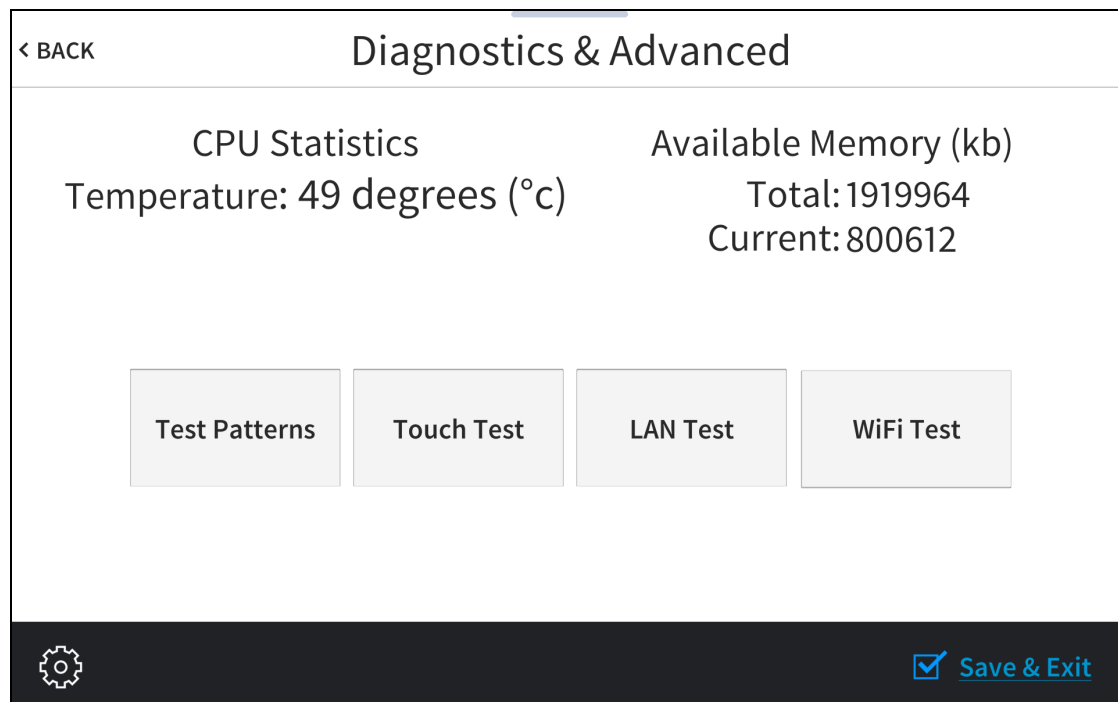 < BACK
Diagnostics & Advanced
CPU Statistics
Temperature: 49 degrees (°c)
Available Memory (kb)
Total: 1919964
Current: 800612
Test Patterns
Touch Test
LAN Test
WiFi Test
Save & Exit